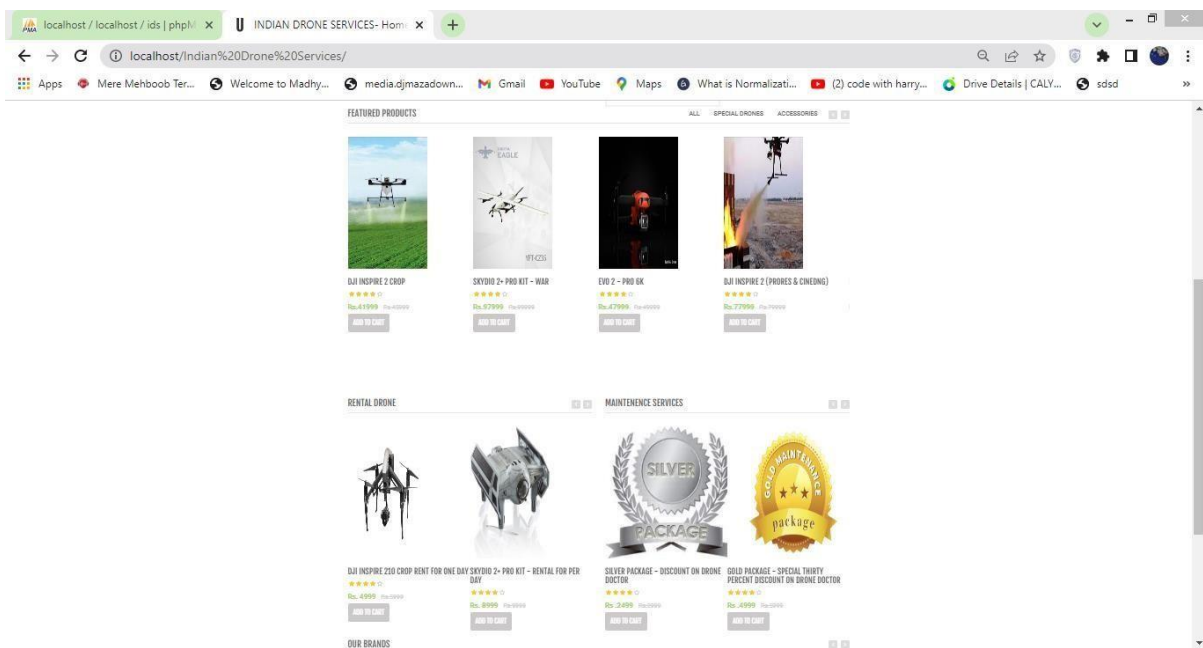 localhost / localhost / ids | phpM
INDIAN DRONE SERVICES- Hom
localhost/Indian%20Drone%20Services/
Apps
Mere Mehboob Ter...
Welcome to Madhy...
media.djmazadown...
Gmail
YouTube
Maps
What is Normalizati...
(2) code with harry...
Drive Details | CALY...
sdsd
»
FEATURED PRODUCTS
ALL SPECIAL DRONES ACCESSORIES
EAGLE
DJI INSPIRE 2 CROP
Rs.41999
ADD TO CART
SKYDIO 2+ PRO KIT - WAR
Rs.87999
ADD TO CART
EVO 2 - PRO 6K
Rs.47999
ADD TO CART
DJI INSPIRE 2 (PRORES & CINEDNG)
Rs.77999
ADD TO CART
RENTAL DRONE
DJI INSPIRE 210 CROP RENT FOR ONE DAY
Rs. 4999
ADD TO CART
SKYDIO 2+ PRO KIT - RENTAL FOR PER
DAY
Rs. 8999
ADD TO CART
MAINTENENCE SERVICES
SILVER
PACKAGE
SILVER PACKAGE - DISCOUNT ON DRONE
DOCTOR
Rs .2499
ADD TO CART
GOLD MAINTENANCE
package
GOLD PACKAGE - SPECIAL THIRTY
PERCENT DISCOUNT ON DRONE DOCTOR
Rs .4999
ADD TO CART
OUR BRANDS